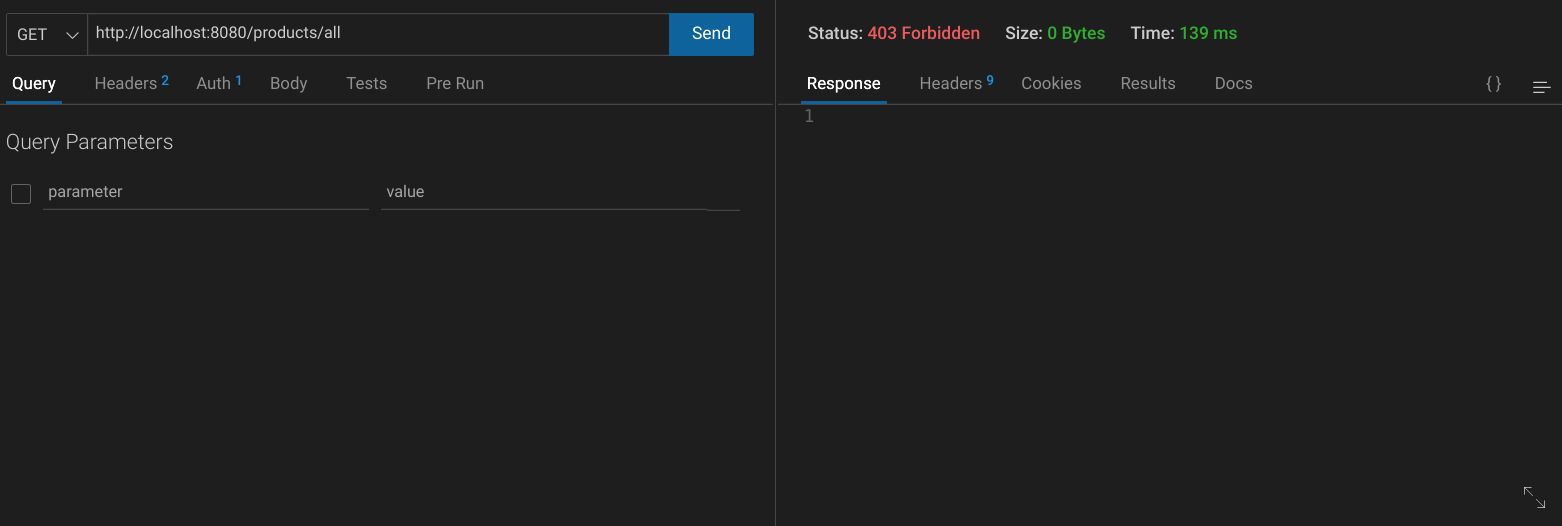 GET http://localhost:8080/products/all Send
Query Headers 2 Auth 1 Body Tests Pre Run
Query Parameters
parameter value
Status: 403 Forbidden Size: 0 Bytes Time: 139 ms
Response Headers 9 Cookies Results Docs {}
1